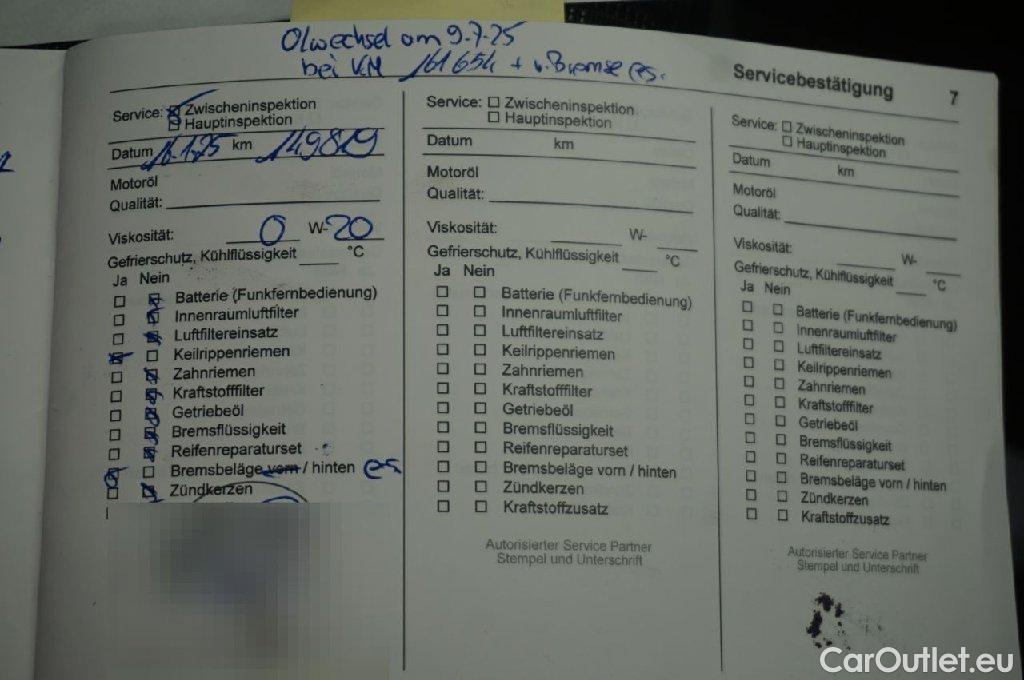 Olwechsel am 9.7.25
bei KM 161654 + v. Bremse es.
Servicebestätigung 7
Service: Zwischeninspektion
Hauptinspektion
Datum 16.1.25 km 149819
Motoröl
Qualität:
Viskosität: 0 W-20
Gefrierschutz, Kühlflüssigkeit °C
Ja Nein
Batterie (Funkfernbedienung)
Innenraumluftfilter
Luftfiltereinsatz
Keilrippenriemen
Zahnriemen
Kraftstofffilter
Getriebeöl
Bremsflüssigkeit
Reifenreparaturset
Bremsbeläge vorn / hinten es
Zündkerzen
Service: Zwischeninspektion
Hauptinspektion
Datum km
Motoröl
Qualität:
Viskosität: W-
Gefrierschutz, Kühlflüssigkeit °C
Ja Nein
Batterie (Funkfernbedienung)
Innenraumluftfilter
Luftfiltereinsatz
Keilrippenriemen
Zahnriemen
Kraftstofffilter
Getriebeöl
Bremsflüssigkeit
Reifenreparaturset
Bremsbeläge vorn / hinten
Zündkerzen
Kraftstoffzusatz
Autorisierter Service Partner
Stempel und Unterschrift
Service: Zwischeninspektion
Hauptinspektion
Datum km
Motoröl
Qualität:
Viskosität: W-
Gefrierschutz, Kühlflüssigkeit °C
Ja Nein
Batterie (Funkfernbedienung)
Innenraumluftfilter
Luftfiltereinsatz
Keilrippenriemen
Zahnriemen
Kraftstofffilter
Getriebeöl
Bremsflüssigkeit
Reifenreparaturset
Bremsbeläge vorn / hinten
Zündkerzen
Kraftstoffzusatz
Autorisierter Service Partner
Stempel und Unterschrift
CarOutlet.eu